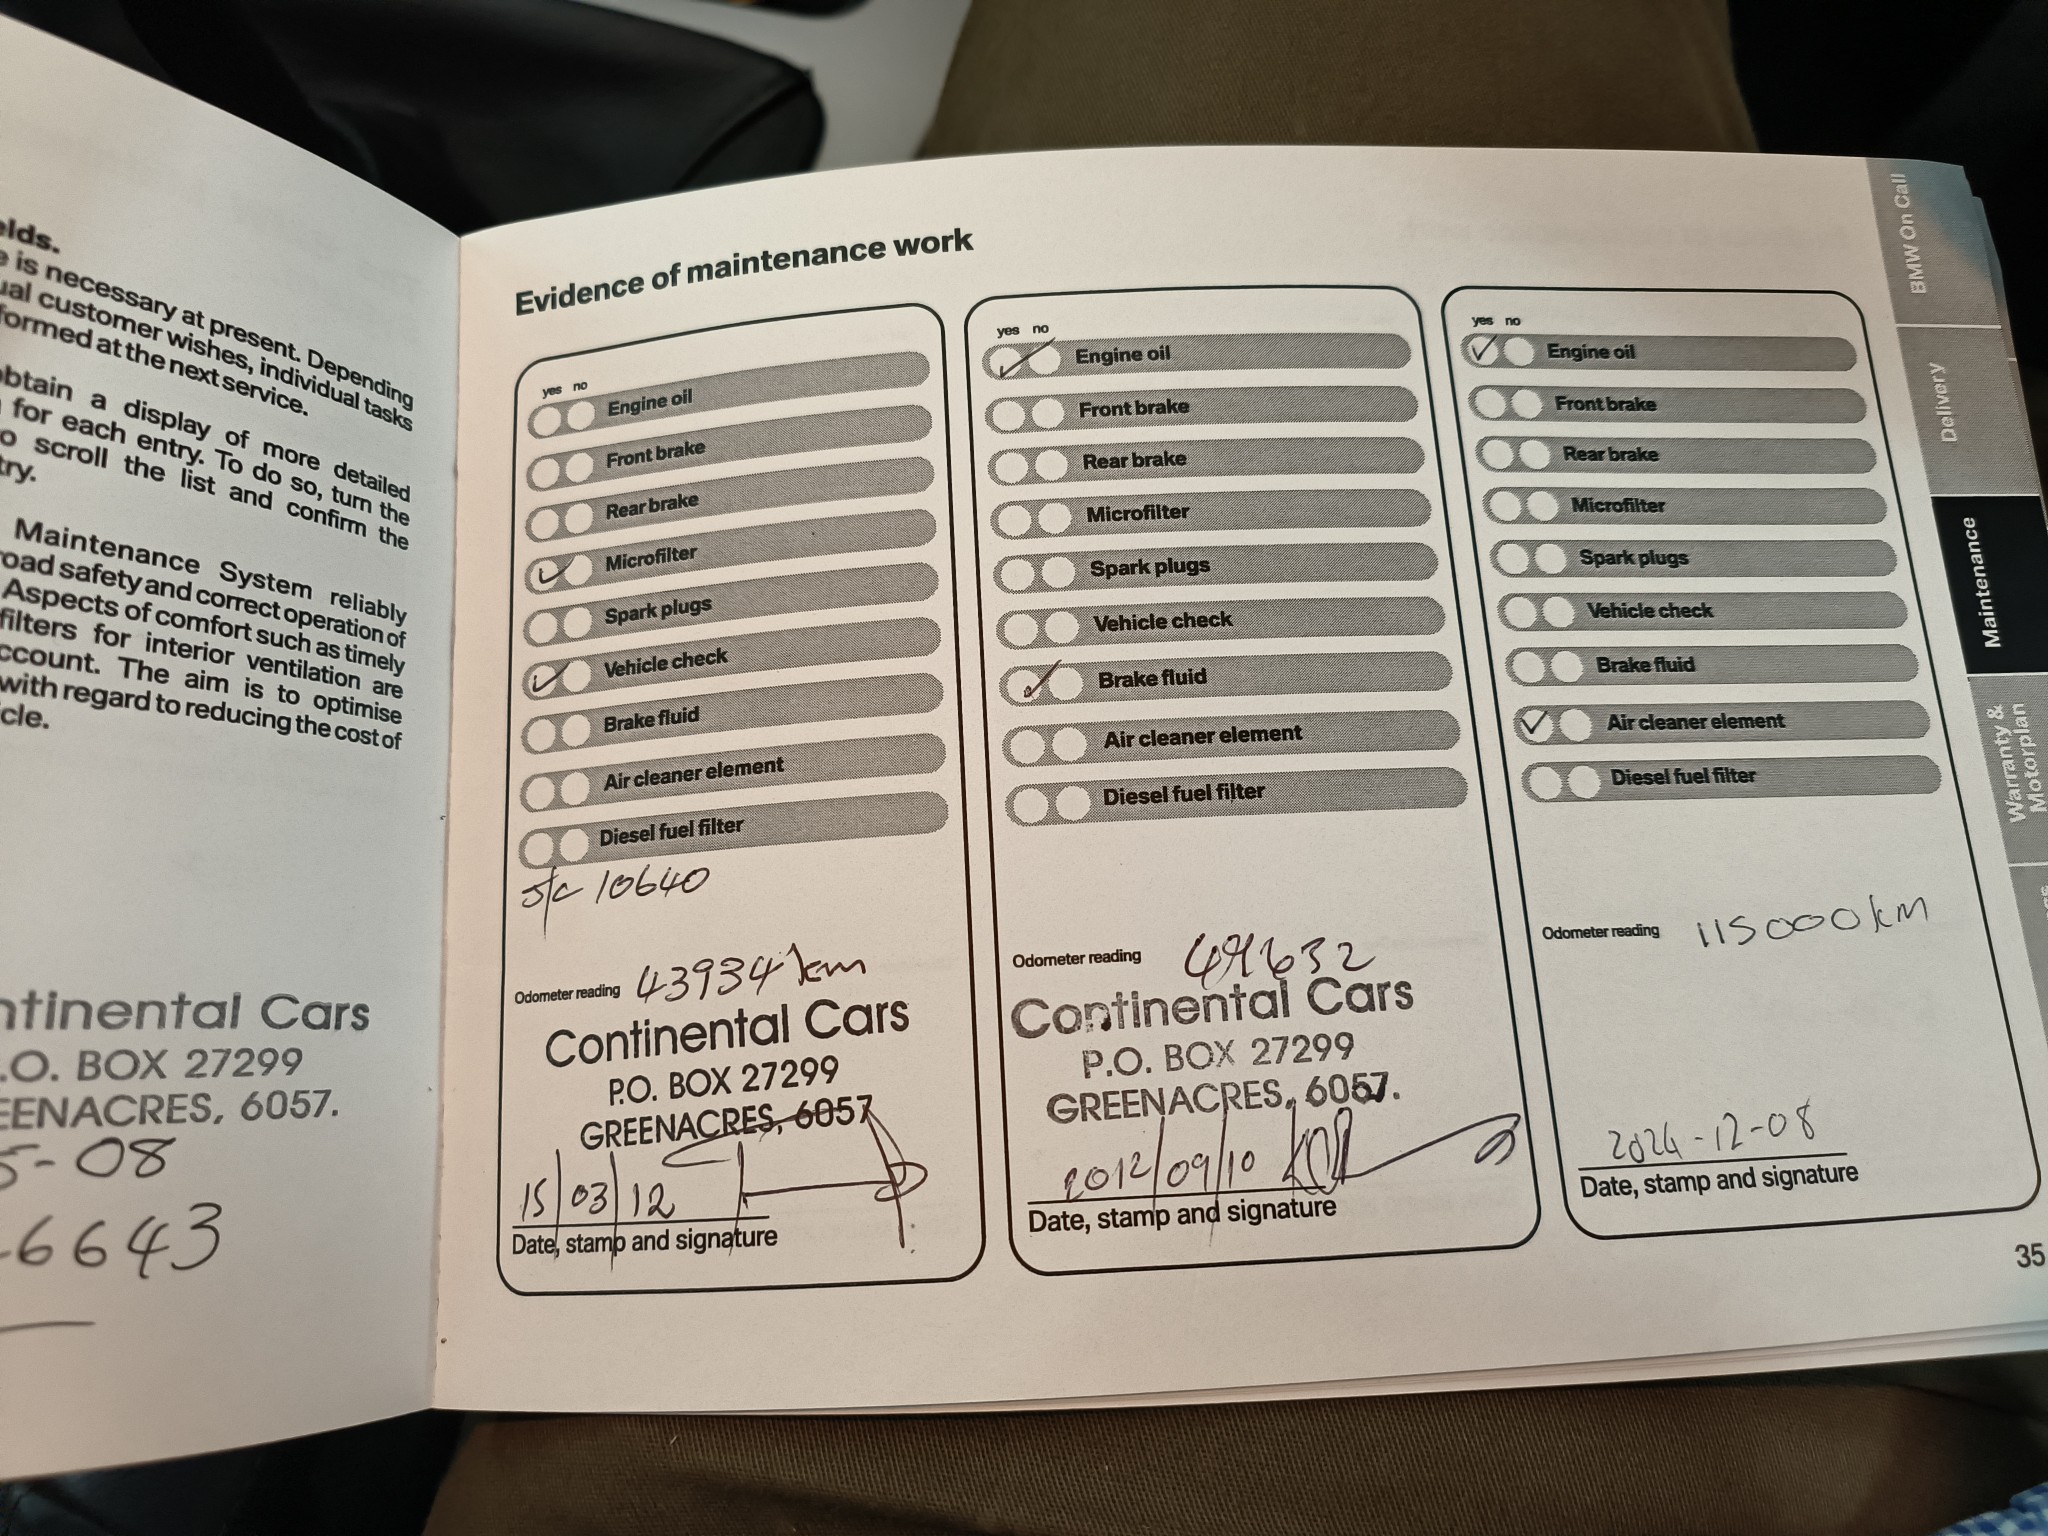 elds.
e is necessary at present. Depending
ual customer wishes, individual tasks
formed at the next service.
obtain a display of more detailed
for each entry. To do so, turn the
o scroll the list and confirm the
try.
Maintenance System reliably
road safety and correct operation of
Aspects of comfort such as timely
filters for interior ventilation are
ccount. The aim is to optimise
with regard to reducing the cost of
icle.
ntinental Cars
.O. BOX 27299
EENACRES, 6057.
5-08
6643
Evidence of maintenance work
yes no
Engine oil
Front brake
Rear brake
Microfilter
Spark plugs
Vehicle check
Brake fluid
Air cleaner element
Diesel fuel filter
10640
Odometer reading 43934 km
Continental Cars
P.O. BOX 27299
GREENACRES, 6057
15/03/12
Date, stamp and signature
yes no
Engine oil
Front brake
Rear brake
Microfilter
Spark plugs
Vehicle check
Brake fluid
Air cleaner element
Diesel fuel filter
Odometer reading
Continental Cars
P.O. BOX 27299
GREENACRES, 6057.
2012/09/10
Date, stamp and signature
yes no
Engine oil
Front brake
Rear brake
Microfilter
Spark plugs
Vehicle check
Brake fluid
Air cleaner element
Diesel fuel filter
Odometer reading 115000km
2024-12-08
Date, stamp and signature
35
BMW On Call
Delivery
Maintenance
Warranty &
Motorplan